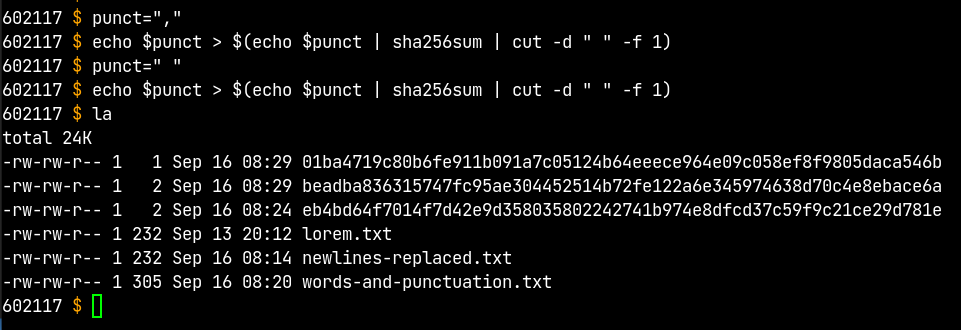 602117 $ punct=","
602117 $ echo $punct > $(echo $punct | sha256sum | cut -d " " -f 1)
602117 $ punct=" "
602117 $ echo $punct > $(echo $punct | sha256sum | cut -d " " -f 1)
602117 $ la
total 24K
-rw-rw-r-- 1   1 Sep 16 08:29 01ba4719c80b6fe911b091a7c05124b64eeece964e09c058ef8f9805daca546b
-rw-rw-r-- 1   2 Sep 16 08:29 beadba836315747fc95ae304452514b72fe122a6e345974638d70c4e8ebace6a
-rw-rw-r-- 1   2 Sep 16 08:24 eb4bd64f7014f7d42e9d358035802242741b974e8dfcd37c59f9c21ce29d781e
-rw-rw-r-- 1 232 Sep 13 20:12 lorem.txt
-rw-rw-r-- 1 232 Sep 16 08:14 newlines-replaced.txt
-rw-rw-r-- 1 305 Sep 16 08:20 words-and-punctuation.txt
602117 $